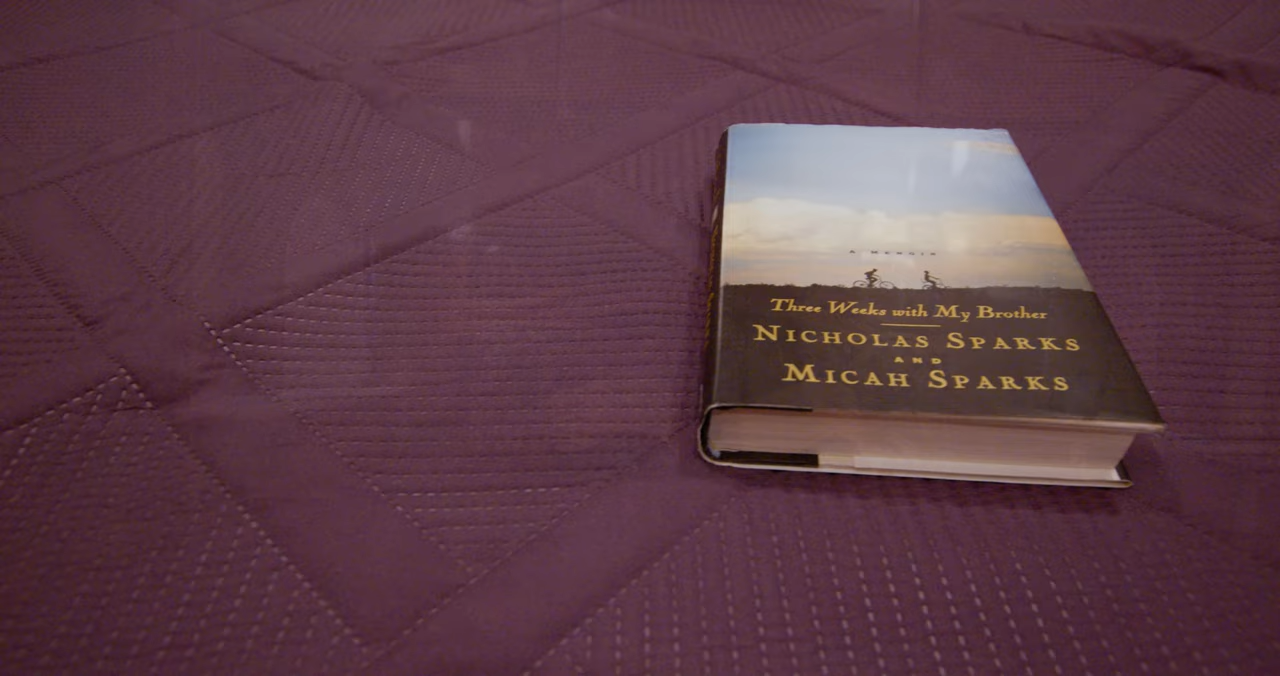 A MEMOIR
Three Weeks with My Brother
NICHOLAS SPARKS
AND
MICAH SPARKS